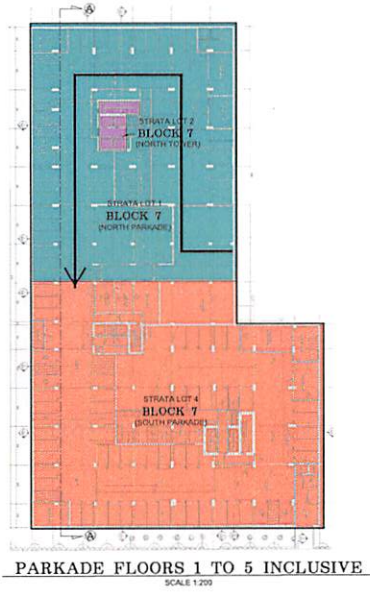 A
STRATA LOT 2
BLOCK 7
(NORTH TOWER)
STRATA LOT 1
BLOCK 7
(NORTH PARKADE)
STRATA LOT 4
BLOCK 7
(SOUTH PARKADE)
A
PARKADE FLOORS 1 TO 5 INCLUSIVE
SCALE 1:200